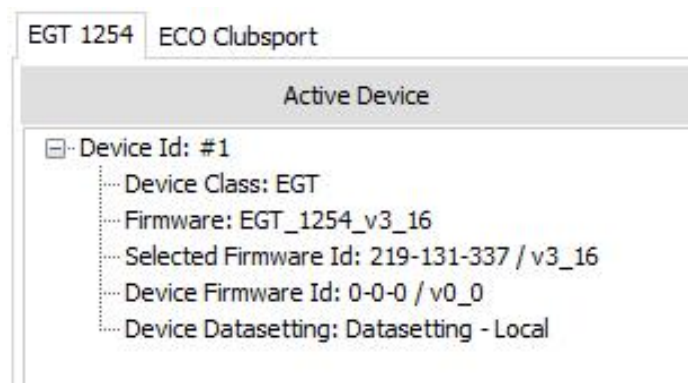 EGT 1254 ECO Clubsport
Active Device
Device Id: #1
Device Class: EGT
Firmware: EGT_1254_v3_16
Selected Firmware Id: 219-131-337 / v3_16
Device Firmware Id: 0-0-0 / v0_0
Device Datasetting: Datasetting - Local